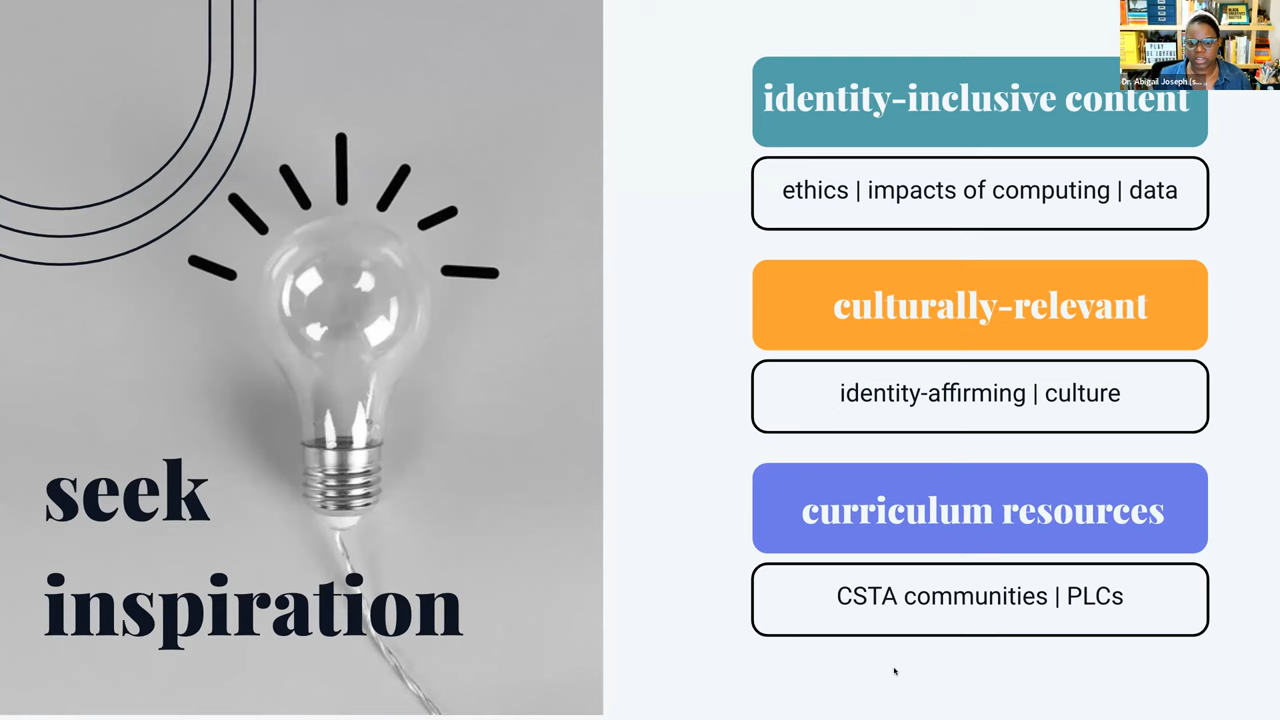 seek
inspiration
identity-inclusive content
ethics | impacts of computing | data
culturally-relevant
identity-affirming | culture
curriculum resources
CSTA communities | PLCs
Dr. Abigail Joseph (s...